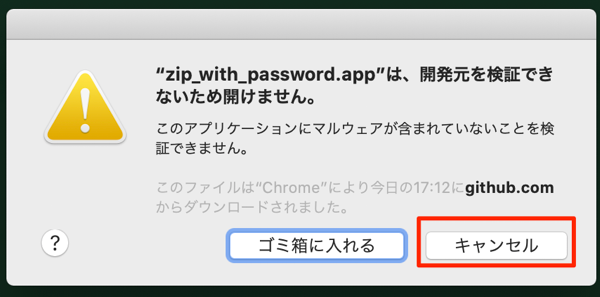 “zip_with_password.app”は、開発元を検証でき
ないため開けません。
このアプリケーションにマルウェアが含まれていないことを検
証できません。
このファイルは“Chrome”により今日の17:12にgithub.com
からダウンロードされました。
?
ゴミ箱に入れる
キャンセル